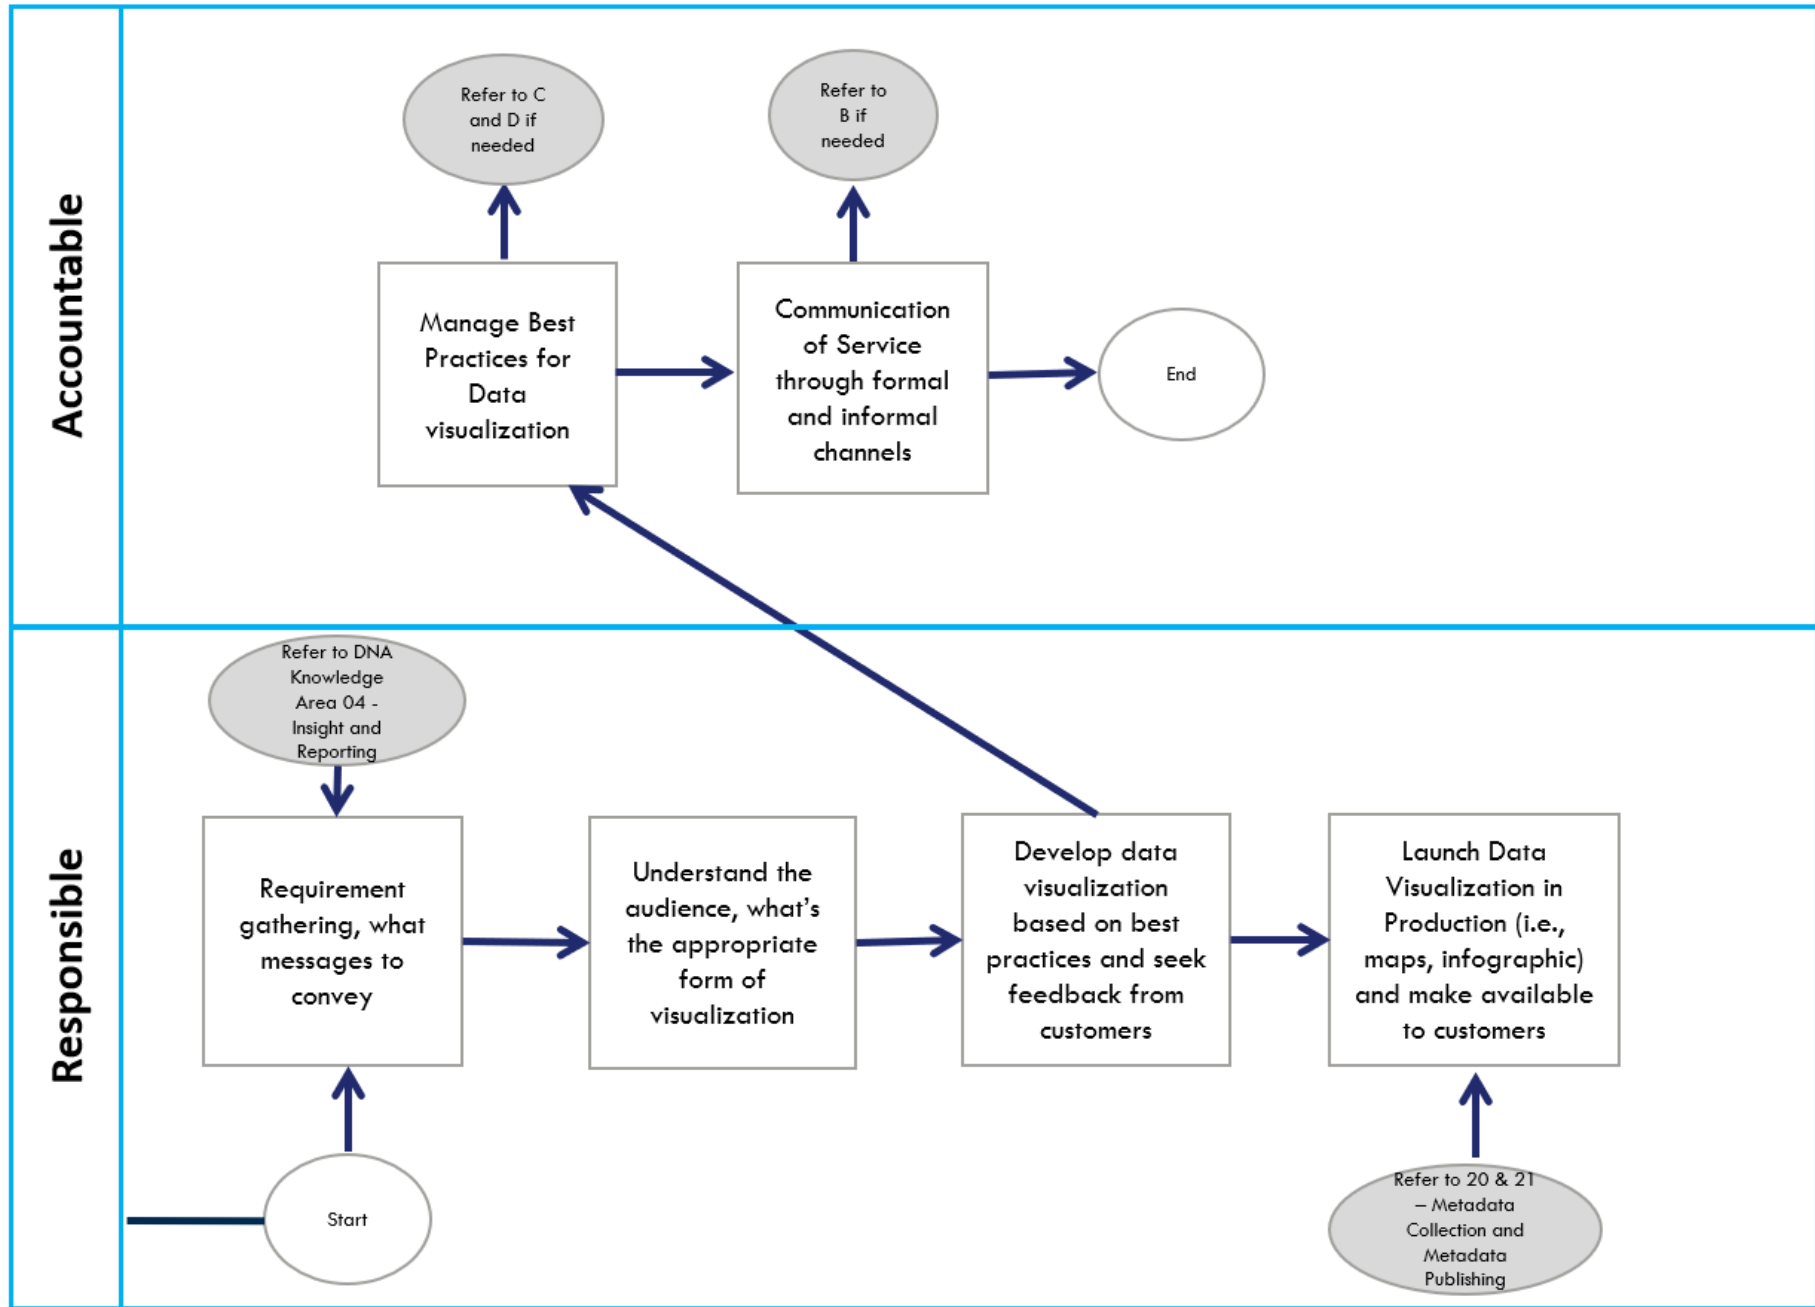 Accountable
Refer to C
and D if
needed
Refer to
B if
needed
Manage Best
Practices for
Data
visualization
Communication
of Service
through formal
and informal
channels
End
Responsible
Refer to DNA
Knowledge
Area 04 -
Insight and
Reporting
Requirement
gathering, what
messages to
convey
Understand the
audience, what's
the appropriate
form of
visualization
Develop data
visualization
based on best
practices and seek
feedback from
customers
Launch Data
Visualization in
Production (i.e.,
maps, infographic)
and make available
to customers
Start
Refer to 20 & 21
– Metadata
Collection and
Metadata
Publishing